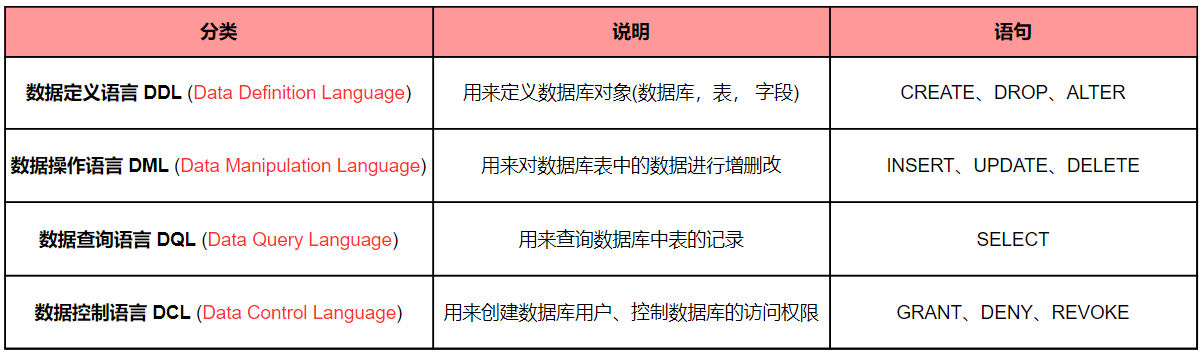 分类 说明 语句
数据定义语言 DDL (Data Definition Language) 用来定义数据库对象(数据库，表， 字段) CREATE、DROP、ALTER
数据操作语言 DML (Data Manipulation Language) 用来对数据库表中的数据进行增删改 INSERT、UPDATE、DELETE
数据查询语言 DQL (Data Query Language) 用来查询数据库中表的记录 SELECT
数据控制语言 DCL (Data Control Language) 用来创建数据库用户、控制数据库的访问权限 GRANT、DENY、REVOKE